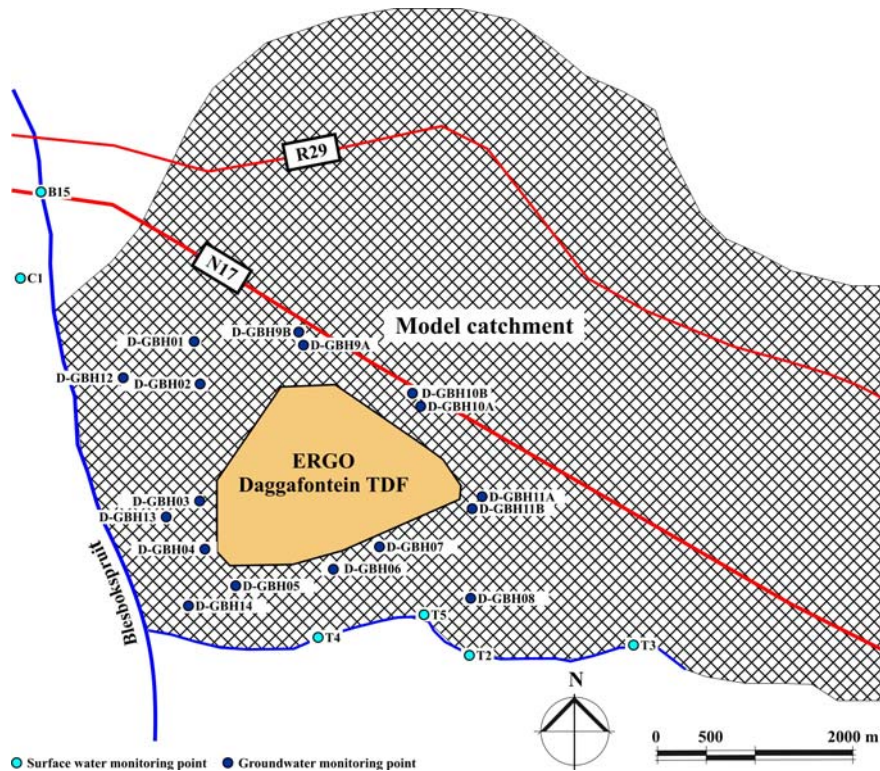 R29
B15
N17
C1
Model catchment
D-GBH01
D-GBH9B
D-GBH9A
D-GBH12
D-GBH02
D-GBH10B
D-GBH10A
ERGO
Daggafontein TDF
D-GBH03
D-GBH11A
D-GBH13
D-GBH11B
D-GBH04
D-GBH07
D-GBH06
Blesbokspruit
D-GBH05
D-GBH14
D-GBH08
T5
T4
T2
T3
N
0 500 2000 m
Surface water monitoring point
Groundwater monitoring point